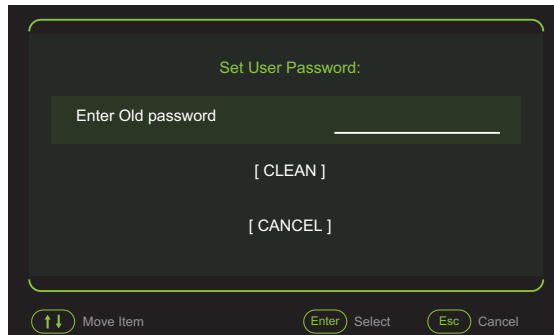 Set User Password:
Enter Old password
[ CLEAN ]
[ CANCEL ]
Move Item Enter Select Esc Cancel